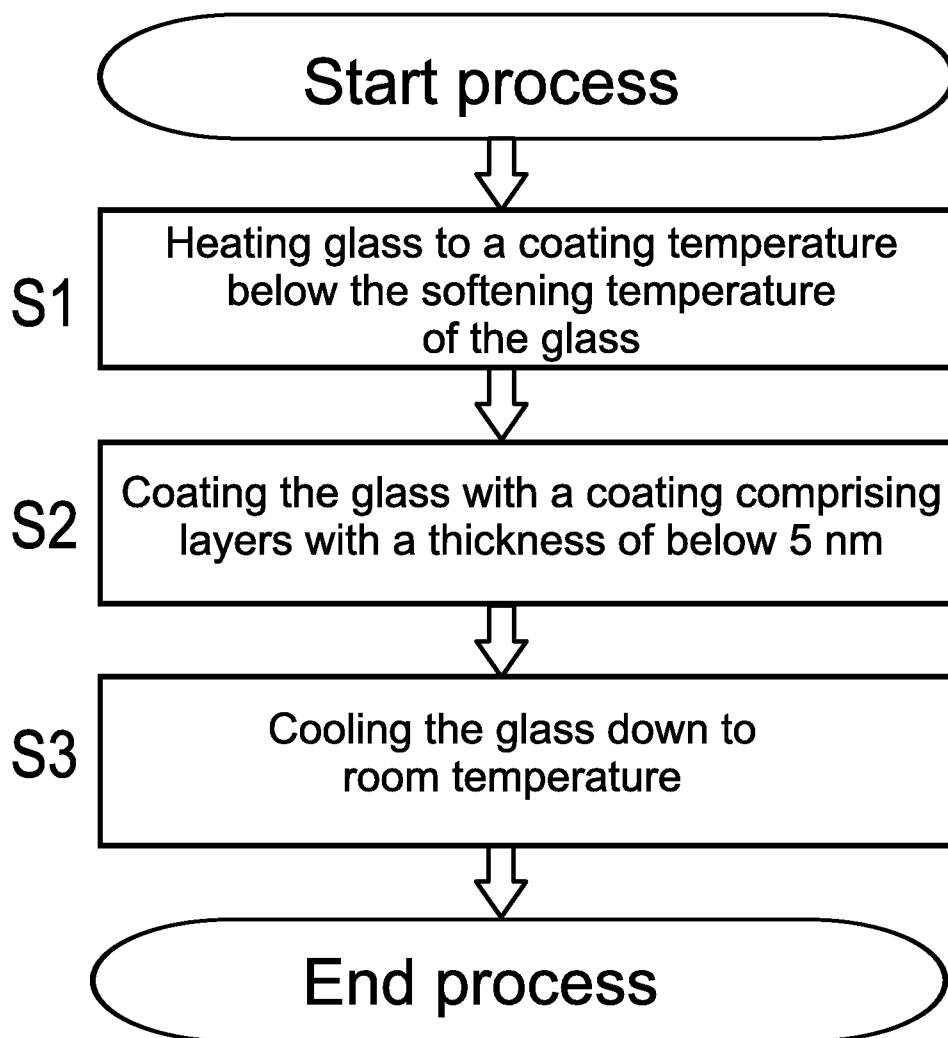 Start process
S1
Heating glass to a coating temperature
below the softening temperature
of the glass
S2
Coating the glass with a coating comprising
layers with a thickness of below 5 nm
S3
Cooling the glass down to
room temperature
End process